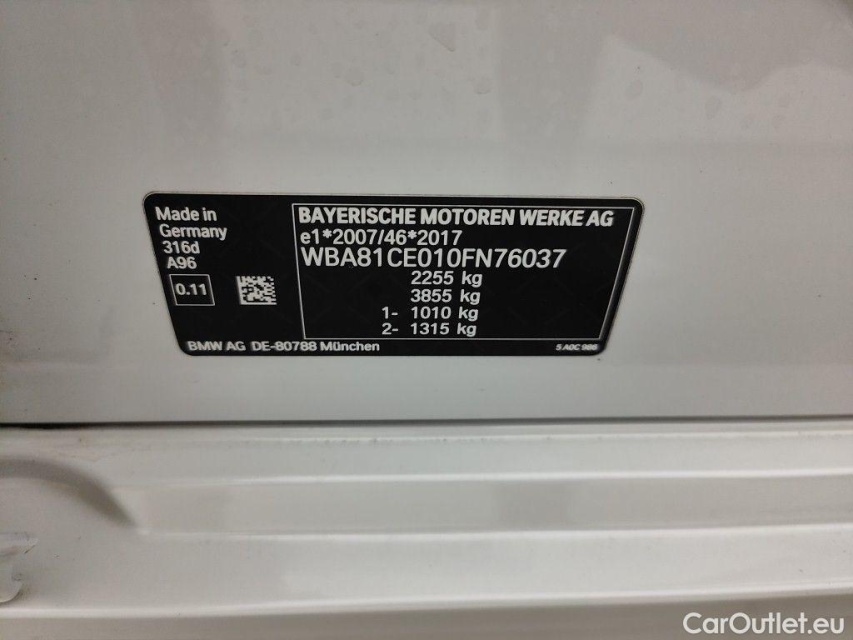 Made in
Germany
316d
A96
0.11
BAYERISCHE MOTOREN WERKE AG
e1*2007/46*2017
WBA81CE010FN76037
2255 kg
3855 kg
1- 1010 kg
2- 1315 kg
BMW AG DE-80788 München
5 A0C 986
CarOutlet.eu